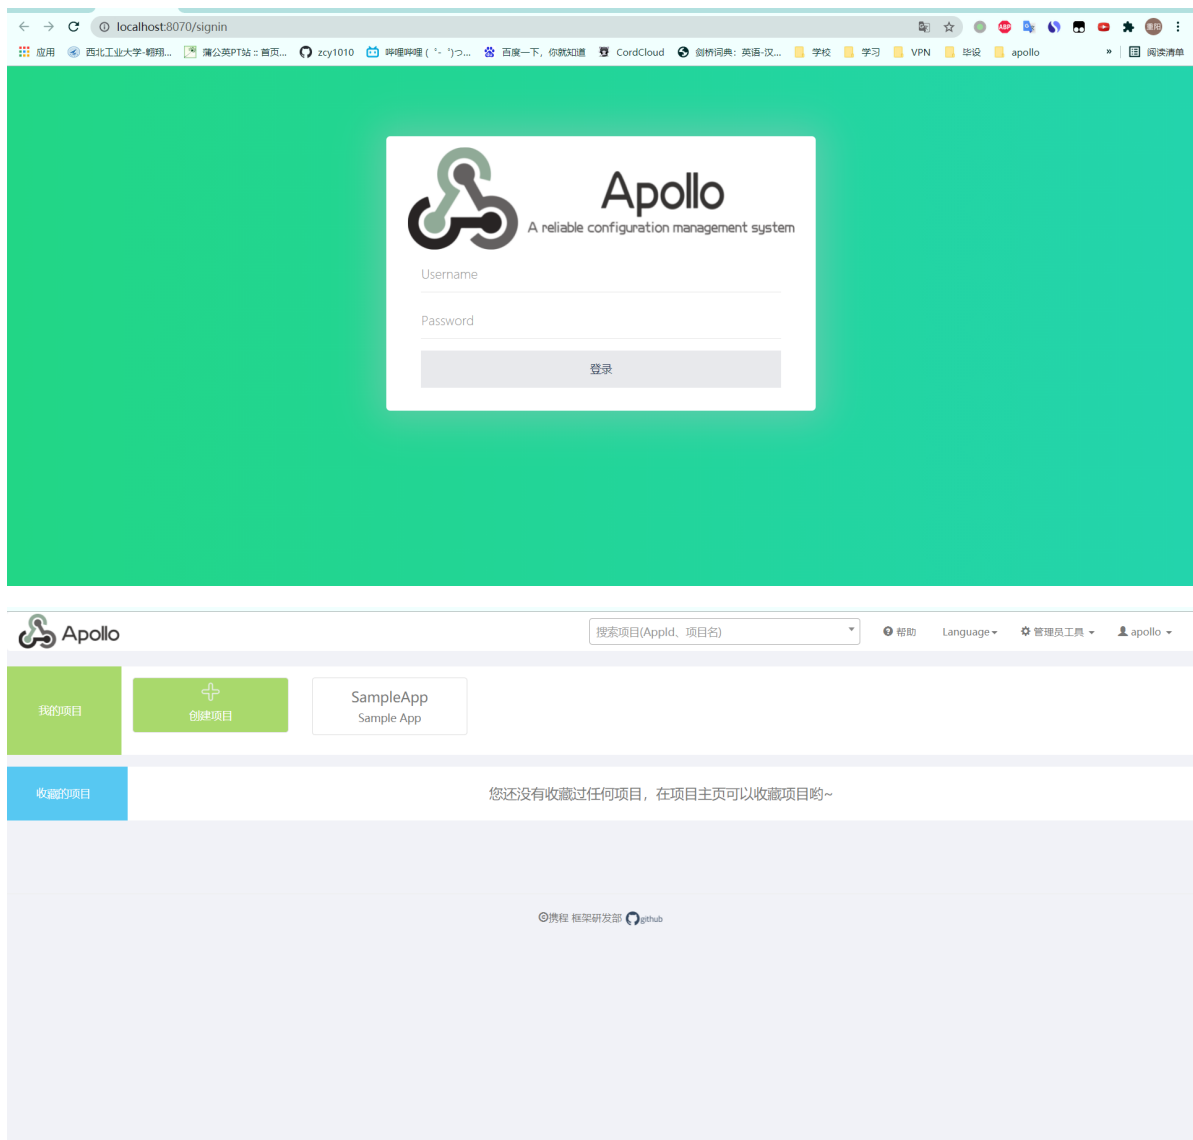 localhost:8070/signin
应用 西北工业大学-翱翔... 蒲公英PT站 :: 首页... zcy1010 哔哩哔哩 ( ゜- ゜)つ... 百度一下，你就知道 CordCloud 剑桥词典：英语-汉... 学校 学习 VPN 毕设 apollo » 阅读清单
Apollo
A reliable configuration management system
Username
Password
登录
Apollo 搜索项目(AppId、项目名) 帮助 Language 管理员工具 apollo
我的项目
创建项目
SampleApp
Sample App
收藏的项目
您还没有收藏过任何项目，在项目主页可以收藏项目哟~
©携程 框架研发部 github